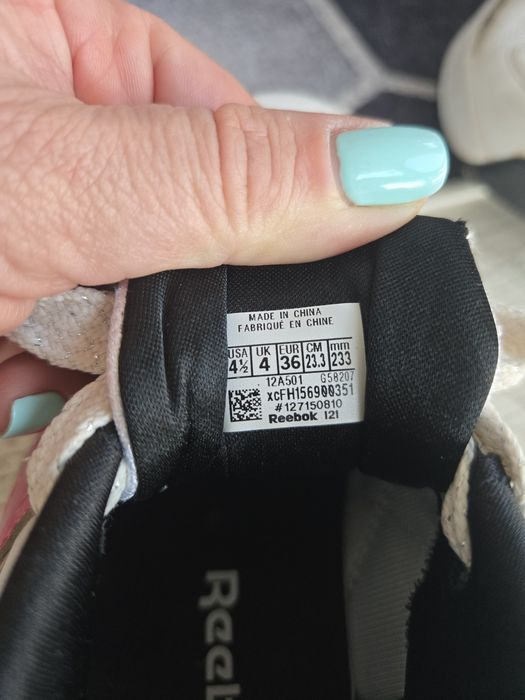 MADE IN CHINA
FABRIQUÉ EN CHINE
USA UK EUR CM mm
4½ 4 36 23.3 233
12A501 G58207
xcFH156900351
#127150810
Reebok 121
Reeb